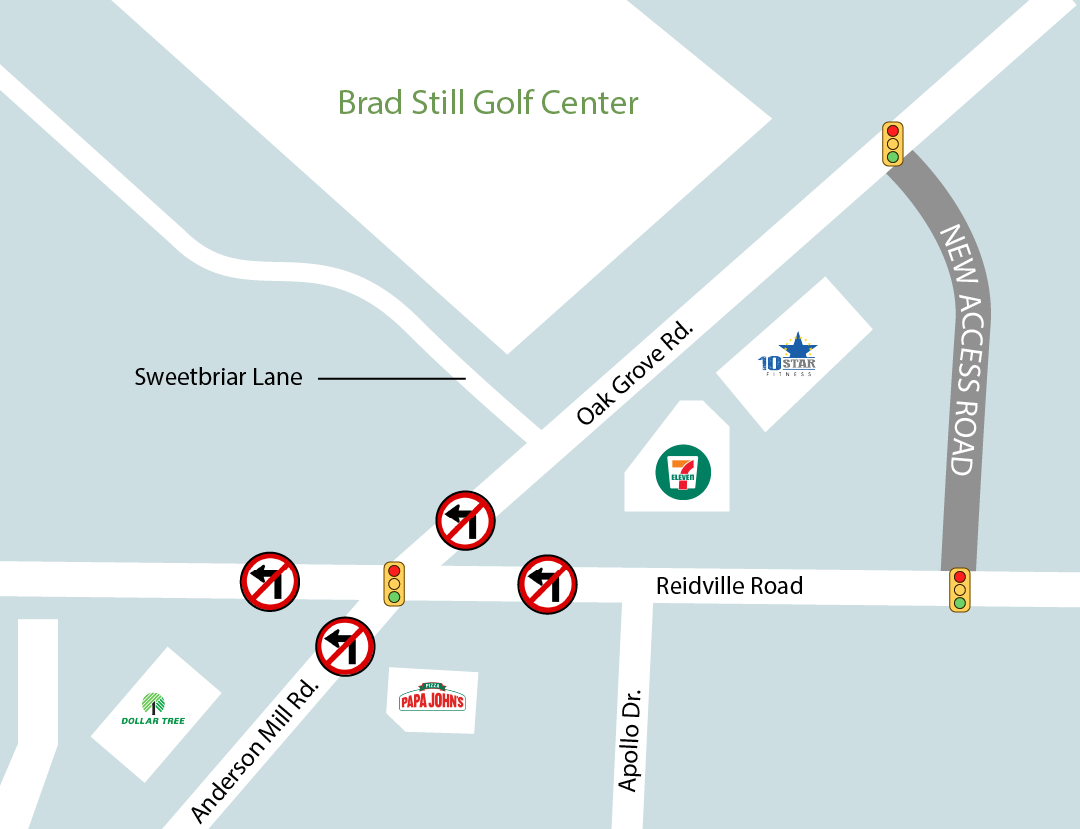 Brad Still Golf Center
NEW ACCESS ROAD
Oak Grove Rd.
10 STAR
FITNESS
Sweetbriar Lane
7
ELEVEN
Reidville Road
PIZZA
PAPA JOHN'S
DOLLAR TREE
Anderson Mill Rd.
Apollo Dr.